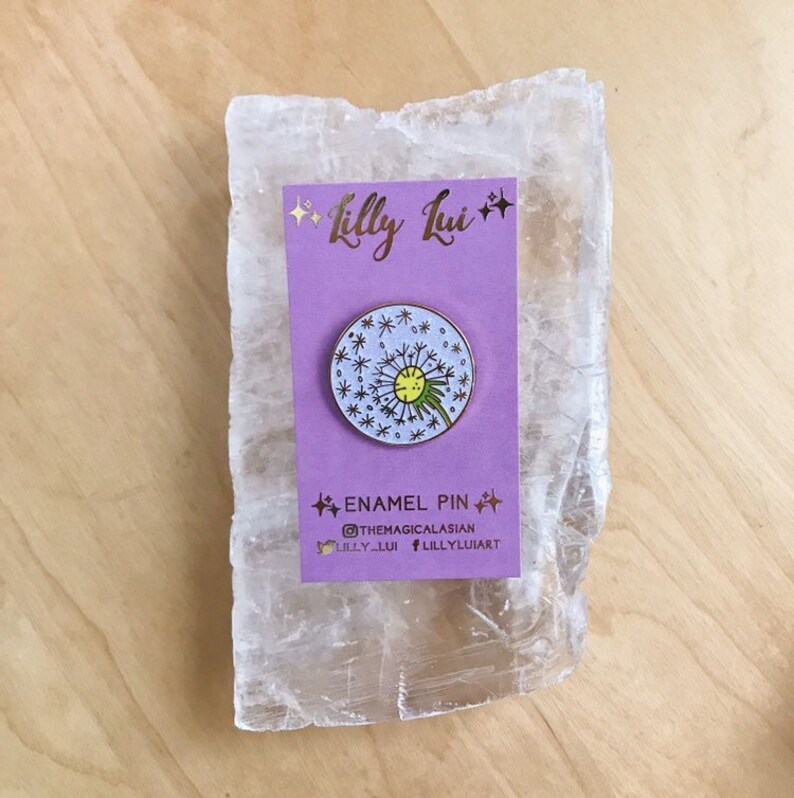 Lilly Lui
ENAMEL PIN
THEMAGICALASIAN
LILLY_LUI LILLYLUIART